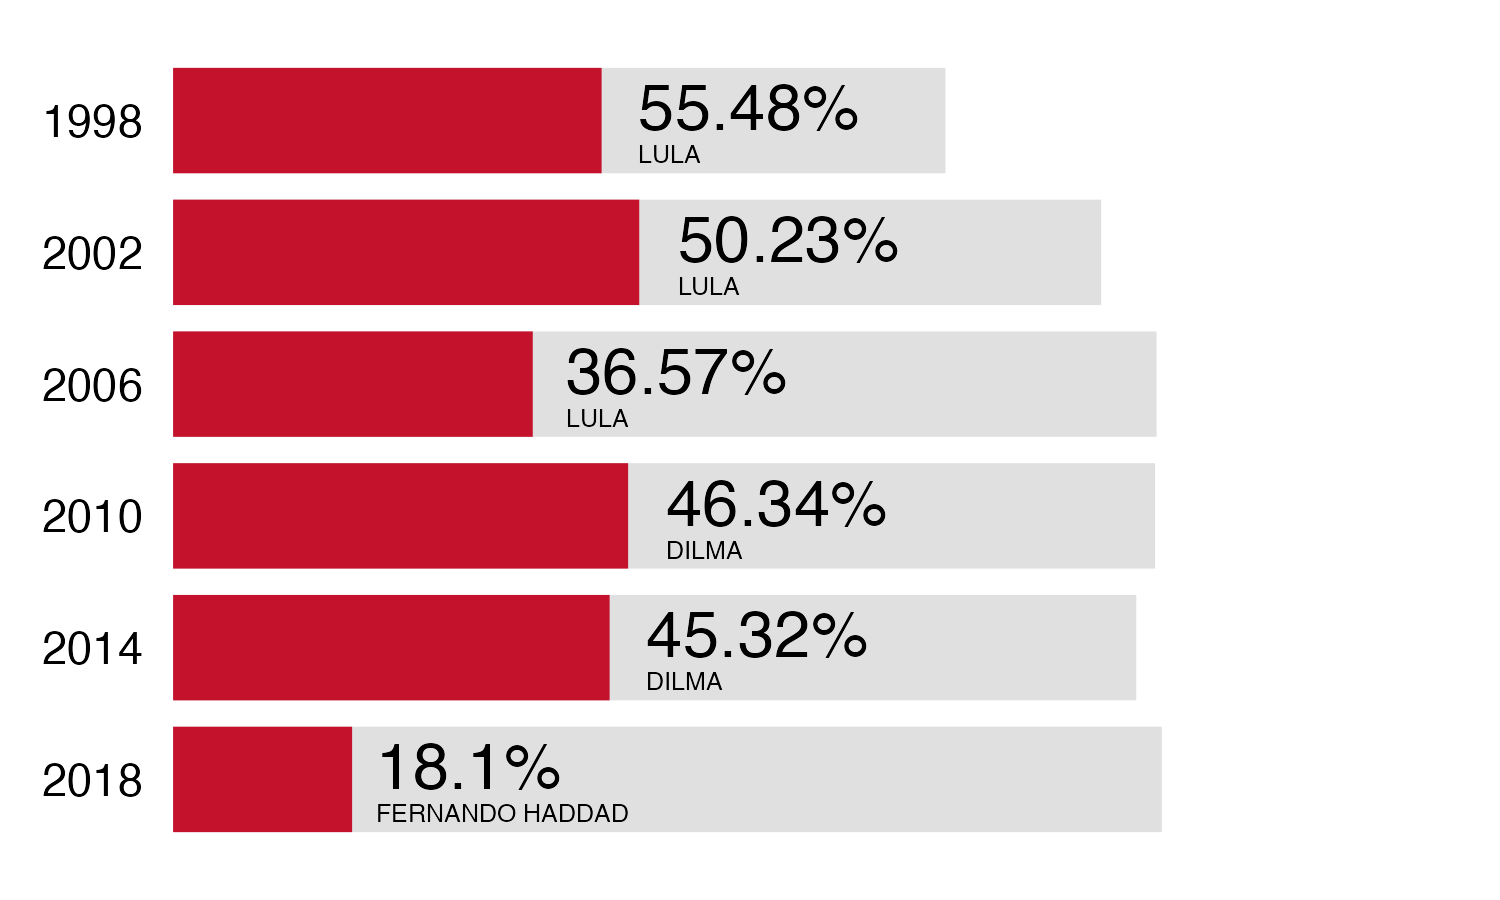 1998
55.48%
LULA
2002
50.23%
LULA
2006
36.57%
LULA
2010
46.34%
DILMA
2014
45.32%
DILMA
2018
18.1%
FERNANDO HADDAD